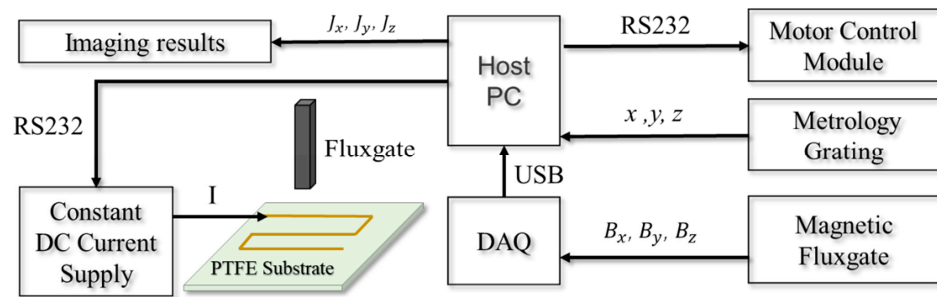 Imaging results
Jx, Jy, Jz
Host
PC
RS232
Motor Control
Module
RS232
Fluxgate
x ,y, z
Metrology
Grating
USB
Constant
DC Current
Supply
I
PTFE Substrate
DAQ
Bx, By, Bz
Magnetic
Fluxgate